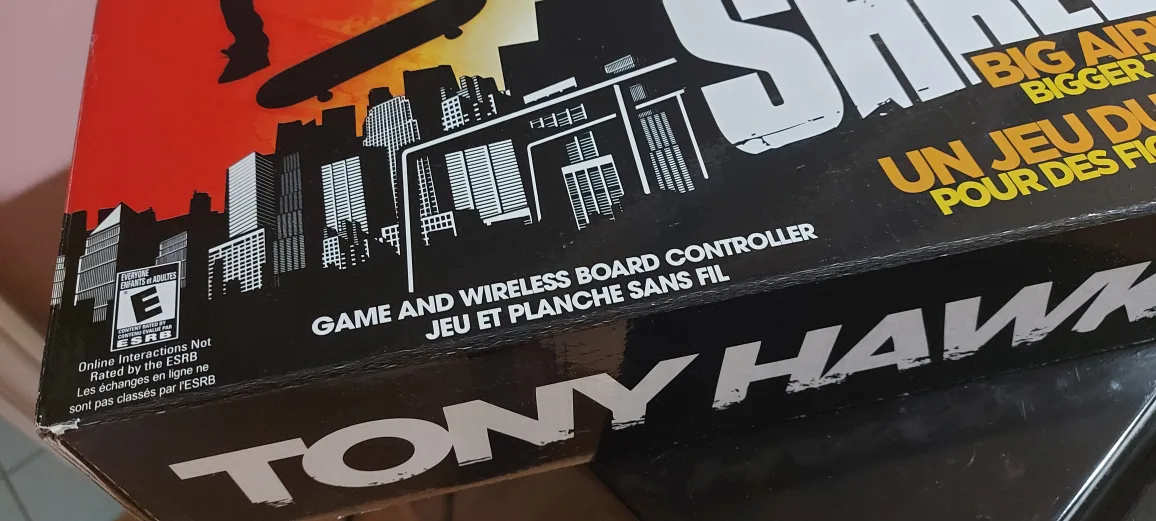 BIG AIR
BIGGER
UN JEU
POUR DES
GAME AND WIRELESS BOARD CONTROLLER
JEU ET PLANCHE SANS FIL
EVERYONE
ENFANTS et ADULTES
E
CONTENT RATED BY
CONTENU ÉVALUÉ PAR
ESRB
Online Interactions Not
Rated by the ESRB
Les échanges en ligne ne
sont pas classés par l'ESRB
TONY HAWK